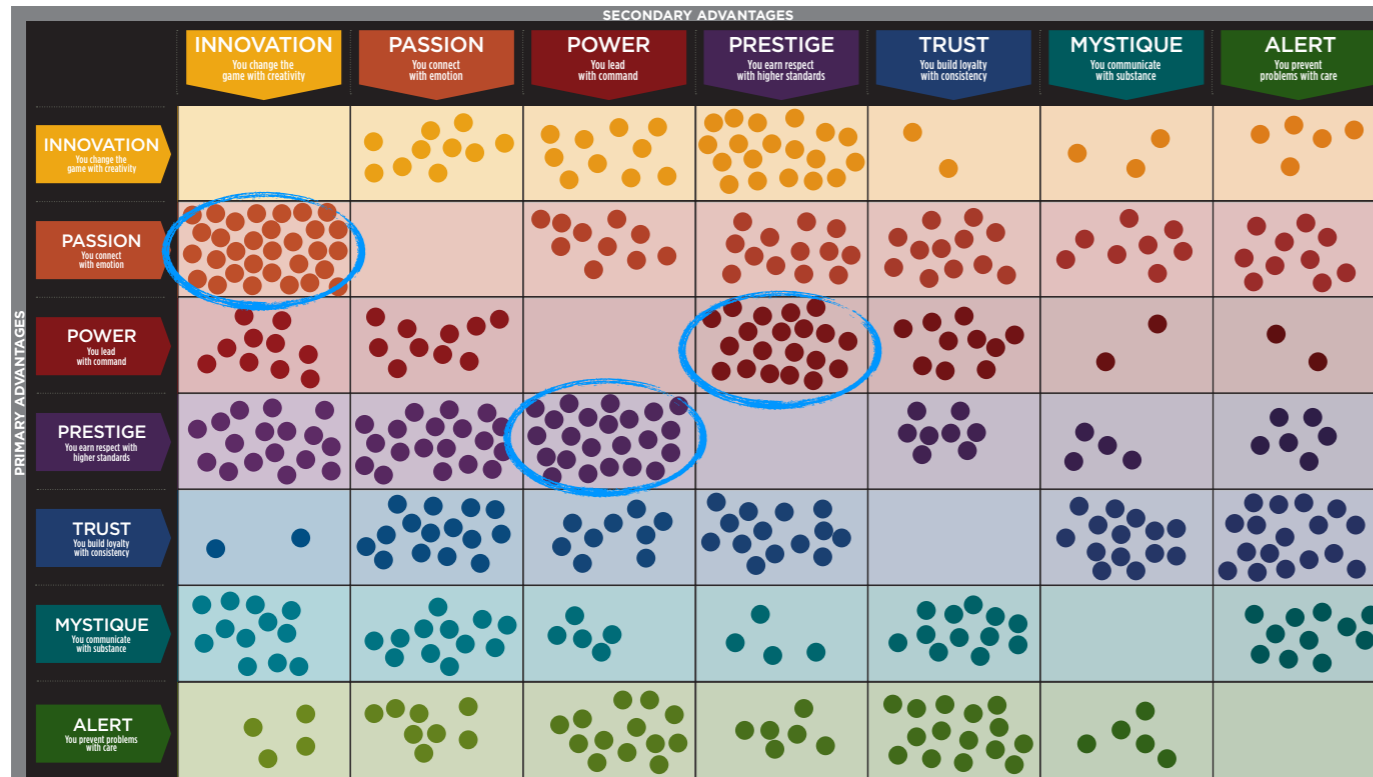 SECONDARY ADVANTAGES
INNOVATION
You change the
game with creativity
PASSION
You connect
with emotion
POWER
You lead
with command
PRESTIGE
You earn respect
with higher standards
TRUST
You build loyalty
with consistency
MYSTIQUE
You communicate
with substance
ALERT
You prevent
problems with care
PRIMARY ADVANTAGES
INNOVATION
You change the
game with creativity
PASSION
You connect
with emotion
POWER
You lead
with command
PRESTIGE
You earn respect with
higher standards
TRUST
You build loyalty
with consistency
MYSTIQUE
You communicate
with substance
ALERT
You prevent problems
with care